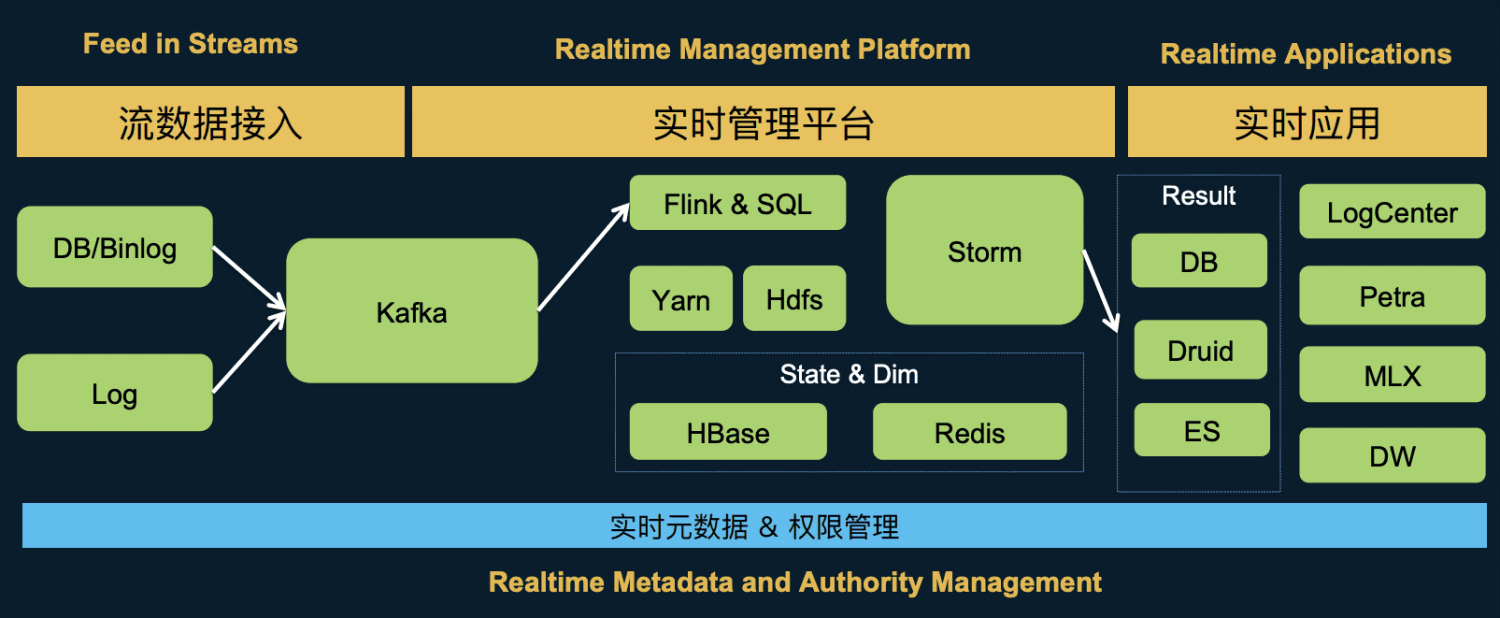 Feed in Streams
Realtime Management Platform
Realtime Applications
流数据接入
实时管理平台
实时应用
DB/Binlog
Log
Kafka
Flink & SQL
Yarn
Hdfs
Storm
State & Dim
HBase
Redis
Result
DB
Druid
ES
LogCenter
Petra
MLX
DW
实时元数据 & 权限管理
Realtime Metadata and Authority Management